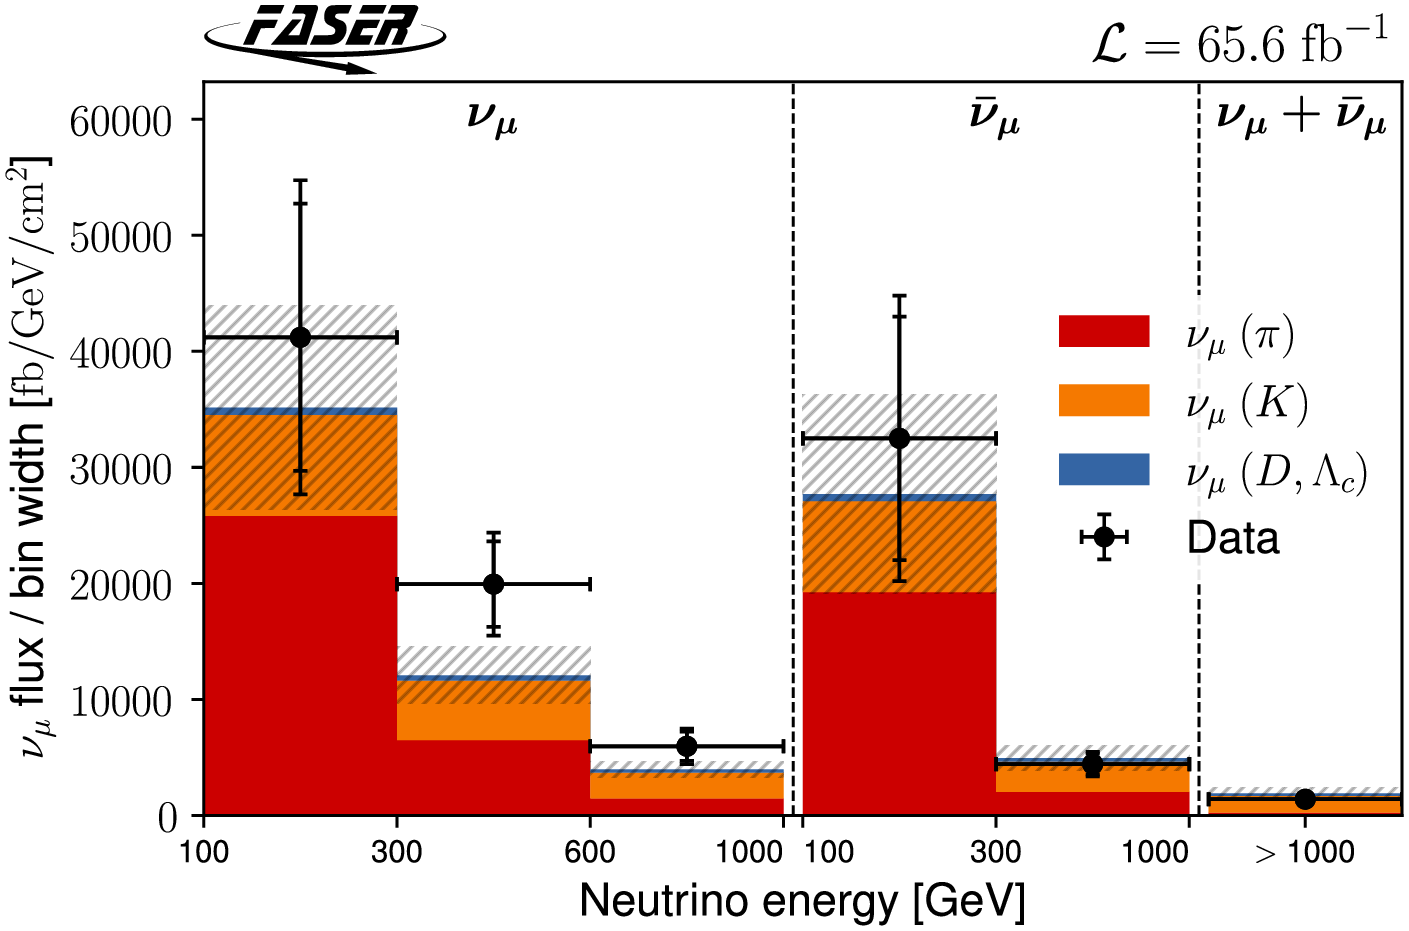 FASER
ℒ = 65.6 fb⁻¹
ν_μ
ν̄_μ
ν_μ + ν̄_μ
60000
50000
40000
30000
20000
10000
0
ν_μ flux / bin width [fb/GeV/cm²]
ν_μ (π)
ν_μ (K)
ν_μ (D, Λ_c)
Data
100 300 600 1000 100 300 1000 > 1000
Neutrino energy [GeV]